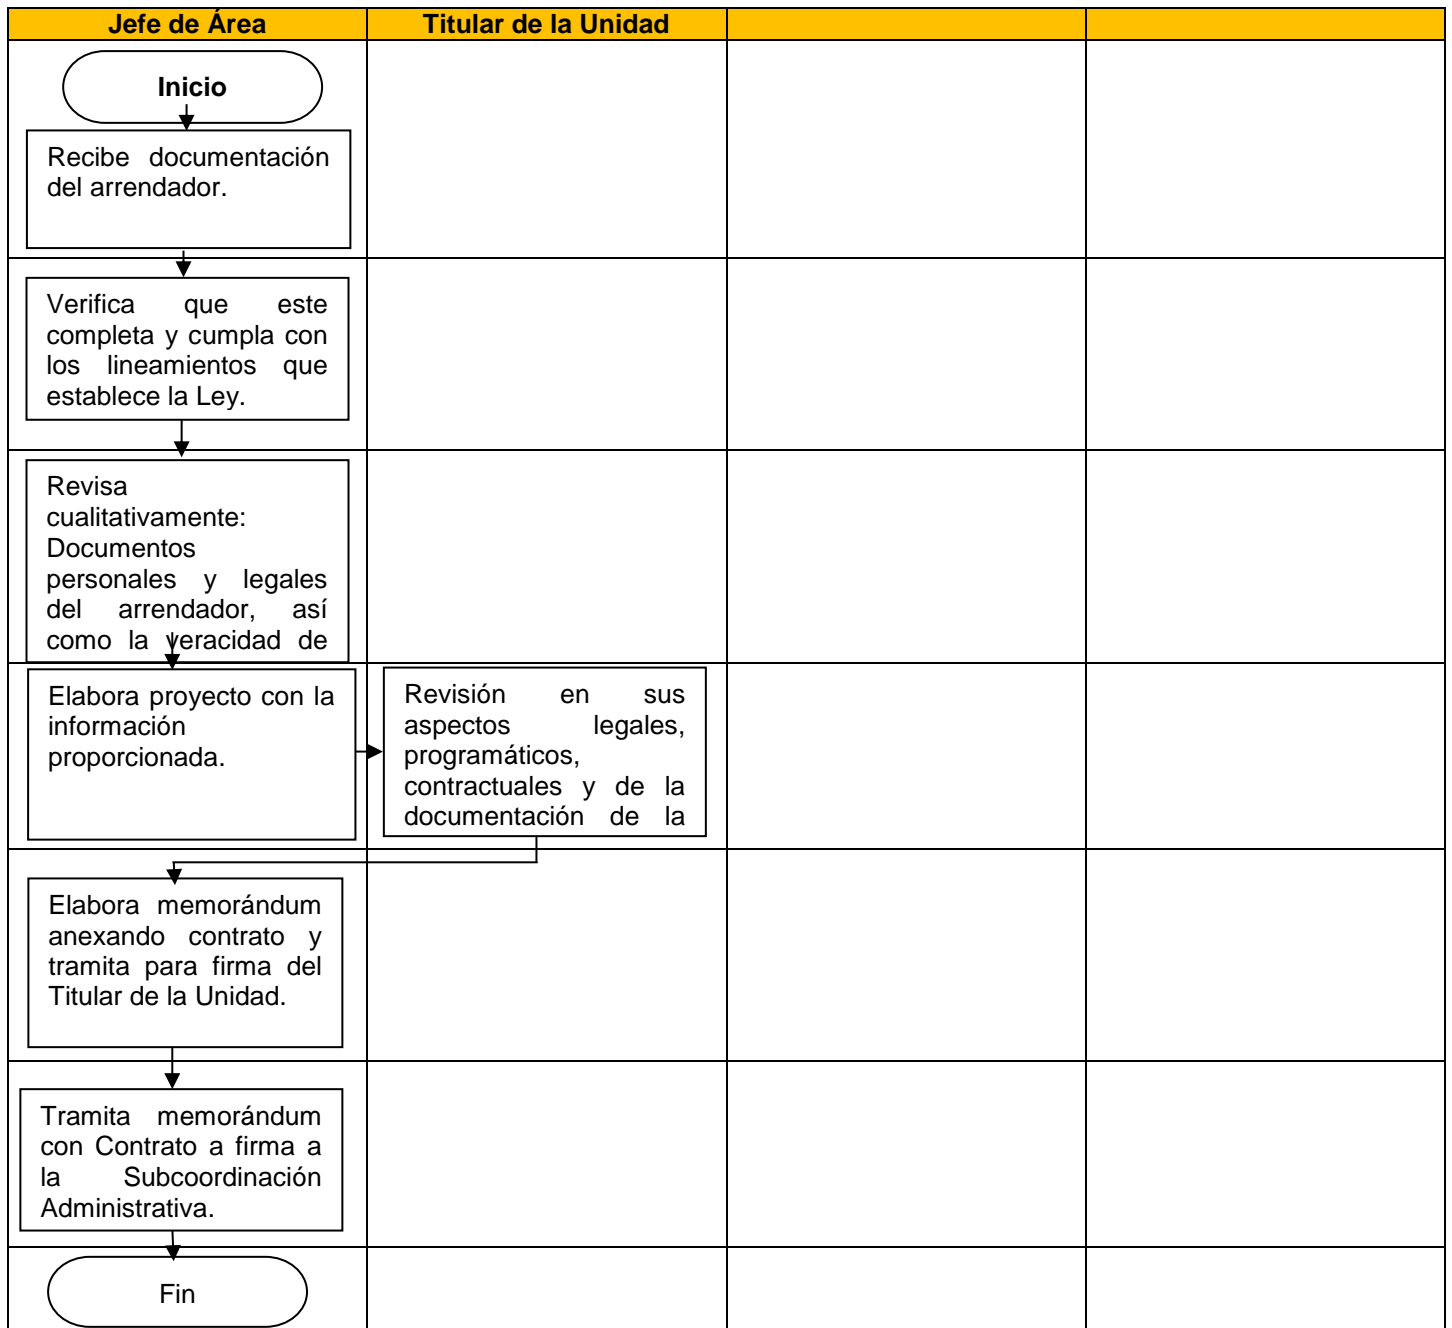 Jefe de Área
Titular de la Unidad
Inicio
Recibe documentación
del arrendador.
Verifica que este
completa y cumpla con
los lineamientos que
establece la Ley.
Revisa
cualitativamente:
Documentos
personales y legales
del arrendador, así
como la veracidad de
Elabora proyecto con la
información
proporcionada.
Revisión en sus
aspectos legales,
programáticos,
contractuales y de la
documentación de la
Elabora memorándum
anexando contrato y
tramita para firma del
Titular de la Unidad.
Tramita memorándum
con Contrato a firma a
la Subcoordinación
Administrativa.
Fin